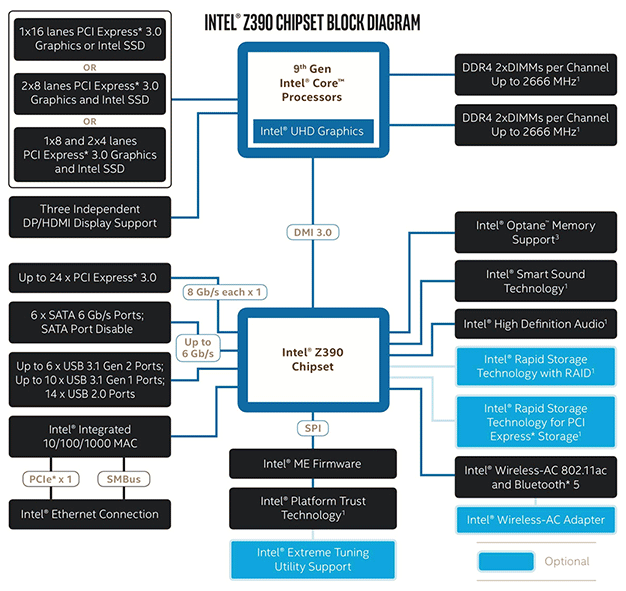 INTEL® Z390 CHIPSET BLOCK DIAGRAM
1x16 lanes PCI Express* 3.0
Graphics or Intel SSD
OR
2x8 lanes PCI Express* 3.0
Graphics and Intel SSD
OR
1x8 and 2x4 lanes
PCI Express* 3.0 Graphics
and Intel SSD
Three Independent
DP/HDMI Display Support
9th Gen
Intel® Core™
Processors
Intel® UHD Graphics
DDR4 2xDIMMs per Channel
Up to 2666 MHz¹
DDR4 2xDIMMs per Channel
Up to 2666 MHz¹
DMI 3.0
Up to 24 x PCI Express* 3.0
8 Gb/s each x 1
6 x SATA 6 Gb/s Ports;
SATA Port Disable
Up to
6 Gb/s
Up to 6 x USB 3.1 Gen 2 Ports;
Up to 10 x USB 3.1 Gen 1 Ports;
14 x USB 2.0 Ports
Intel® Integrated
10/100/1000 MAC
PCIe* x 1
SMBus
Intel® Ethernet Connection
Intel® Z390
Chipset
SPI
Intel® ME Firmware
Intel® Platform Trust
Technology¹
Intel® Extreme Tuning
Utility Support
Intel® Optane™ Memory
Support³
Intel® Smart Sound
Technology¹
Intel® High Definition Audio¹
Intel® Rapid Storage
Technology with RAID¹
Intel® Rapid Storage
Technology for PCI
Express* Storage¹
Intel® Wireless-AC 802.11ac
and Bluetooth* 5
Intel® Wireless-AC Adapter
Optional